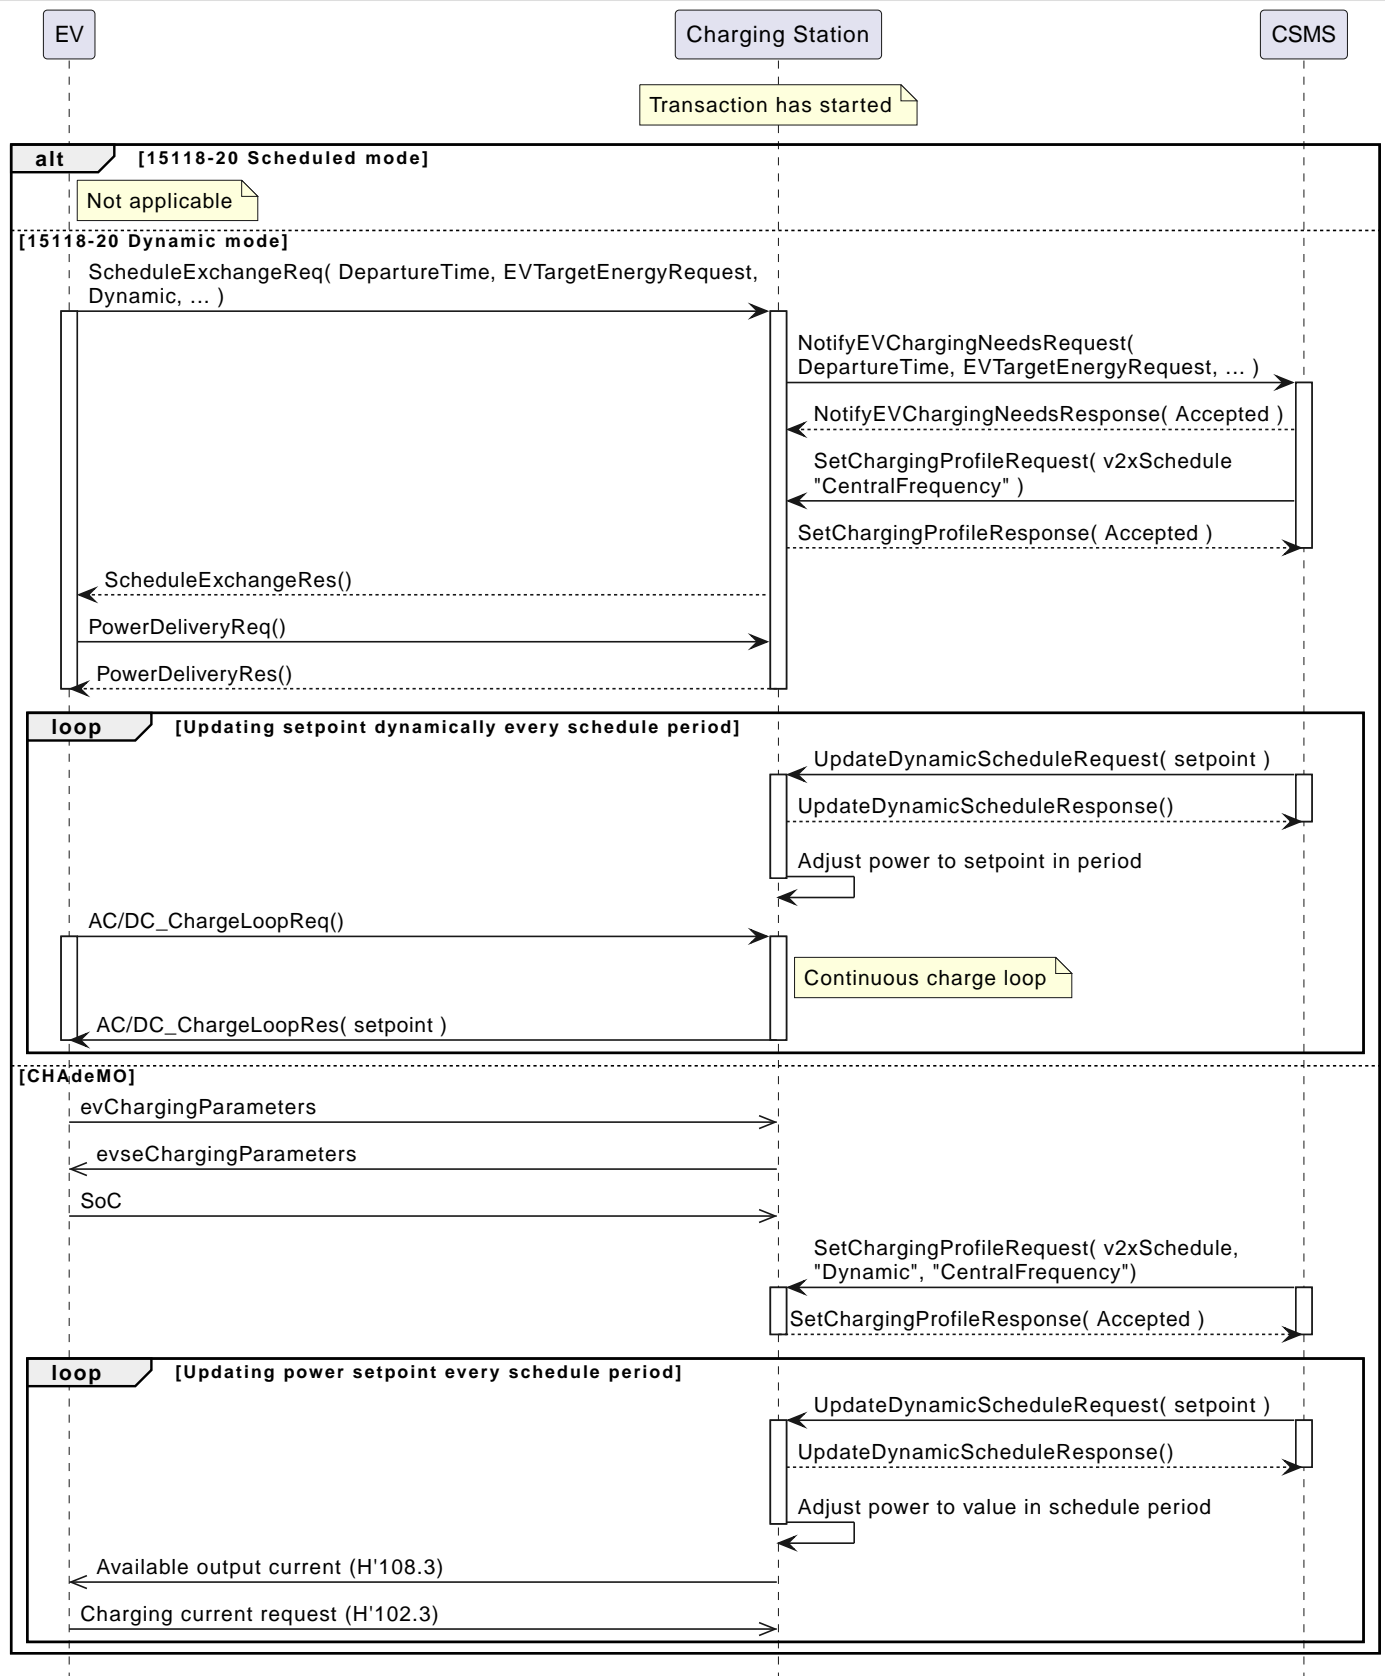 EV
Charging Station
CSMS
Transaction has started
alt
[15118-20 Scheduled mode]
Not applicable
[15118-20 Dynamic mode]
ScheduleExchangeReq( DepartureTime, EVTargetEnergyRequest,
Dynamic, ... )
NotifyEVChargingNeedsRequest(
DepartureTime, EVTargetEnergyRequest, ... )
NotifyEVChargingNeedsResponse( Accepted )
SetChargingProfileRequest( v2xSchedule
"CentralFrequency" )
SetChargingProfileResponse( Accepted )
ScheduleExchangeRes()
PowerDeliveryReq()
PowerDeliveryRes()
loop
[Updating setpoint dynamically every schedule period]
UpdateDynamicScheduleRequest( setpoint )
UpdateDynamicScheduleResponse()
Adjust power to setpoint in period
AC/DC_ChargeLoopReq()
Continuous charge loop
AC/DC_ChargeLoopRes( setpoint )
[CHAdeMO]
evChargingParameters
evseChargingParameters
SoC
SetChargingProfileRequest( v2xSchedule,
"Dynamic", "CentralFrequency")
SetChargingProfileResponse( Accepted )
loop
[Updating power setpoint every schedule period]
UpdateDynamicScheduleRequest( setpoint )
UpdateDynamicScheduleResponse()
Adjust power to value in schedule period
Available output current (H'108.3)
Charging current request (H'102.3)